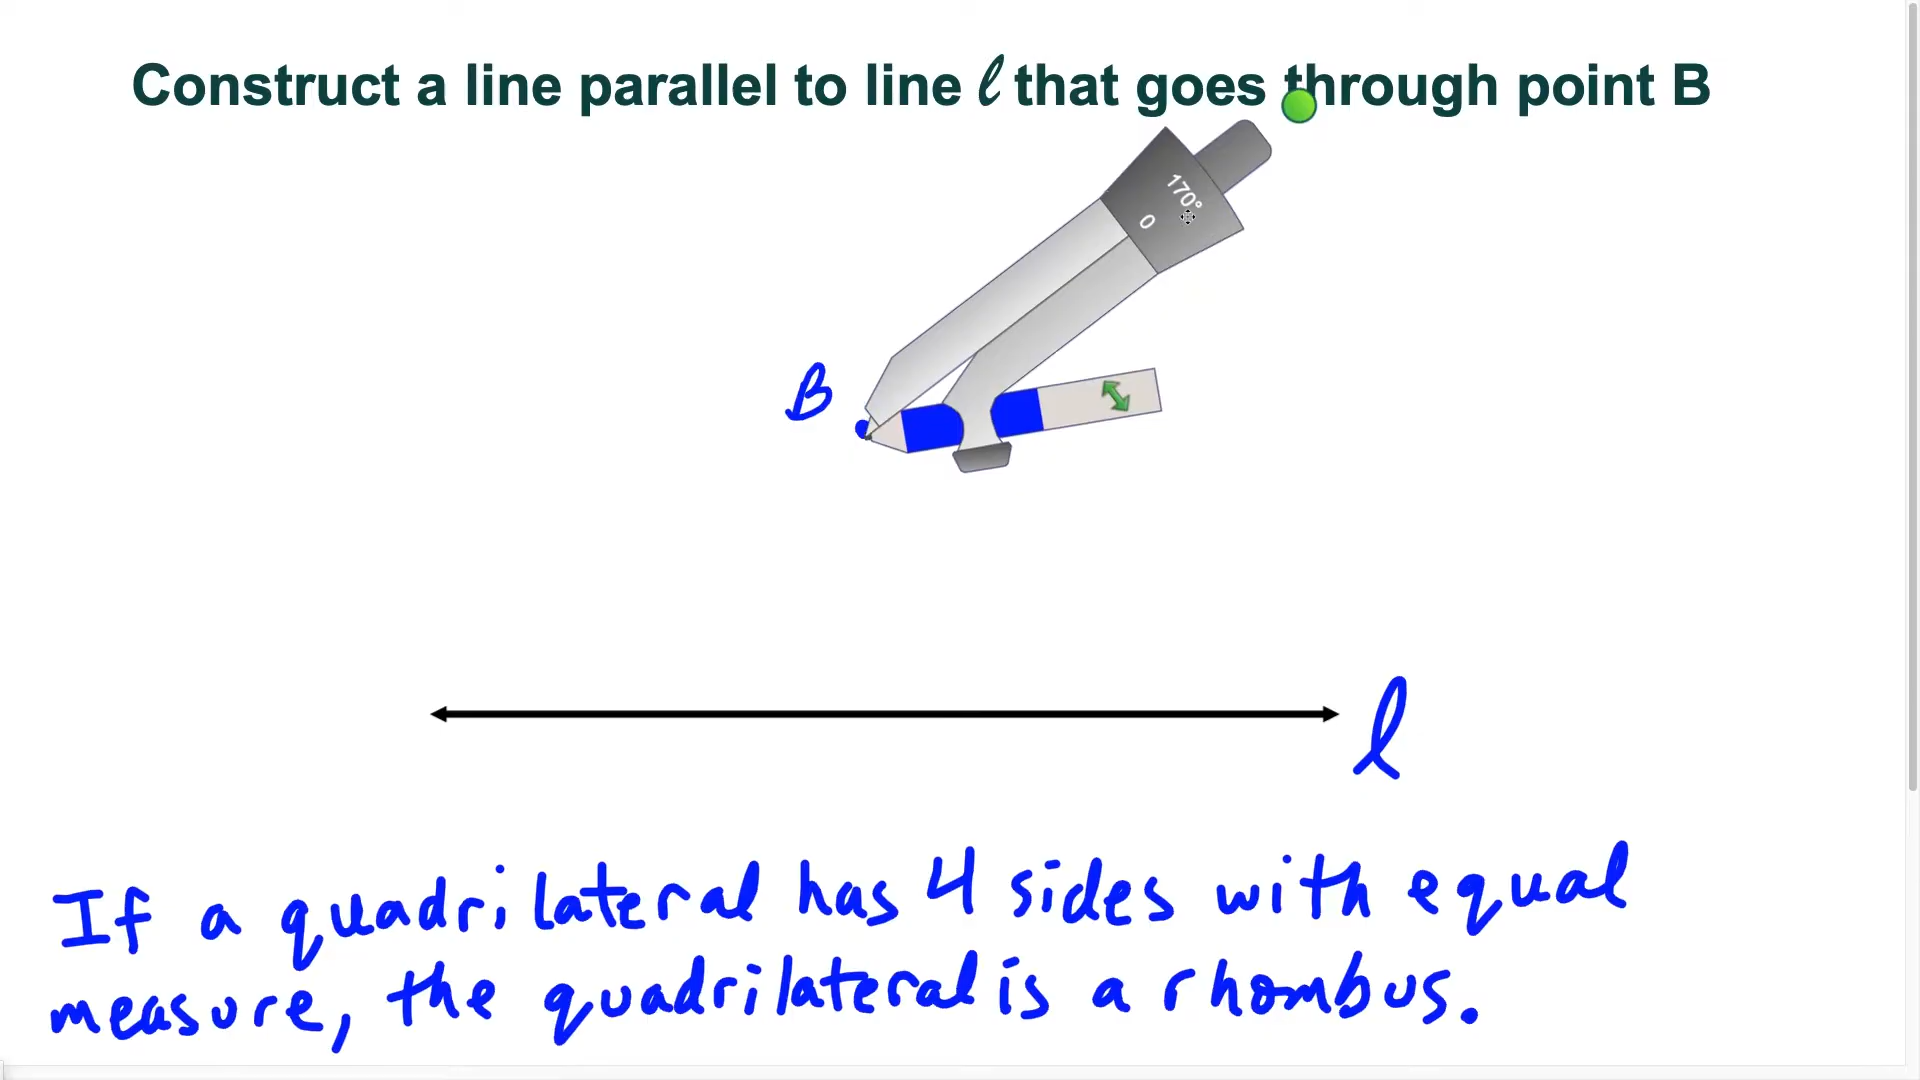 Construct a line parallel to line ℓ that goes through point B
170°
0
B
ℓ
If a quadrilateral has 4 sides with equal
measure, the quadrilateral is a rhombus.